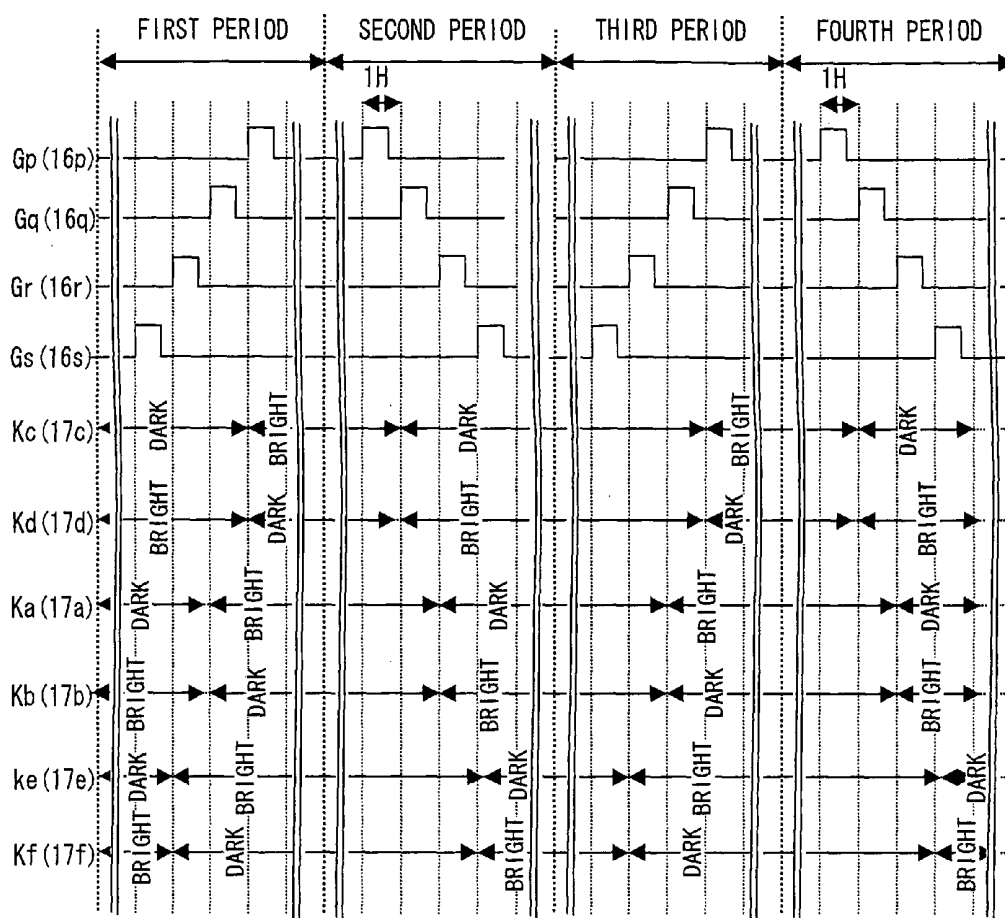 FIRST PERIOD SECOND PERIOD THIRD PERIOD FOURTH PERIOD
1H 1H
Gp (16p)
Gq (16q)
Gr (16r)
Gs (16s)
Kc (17c) DARK BRIGHT DARK BRIGHT DARK
Kd (17d) BRIGHT DARK BRIGHT DARK BRIGHT
Ka (17a) DARK BRIGHT DARK BRIGHT DARK
Kb (17b) BRIGHT DARK BRIGHT DARK BRIGHT
ke (17e) DARK BRIGHT DARK BRIGHT DARK
Kf (17f) BRIGHT DARK BRIGHT DARK BRIGHT